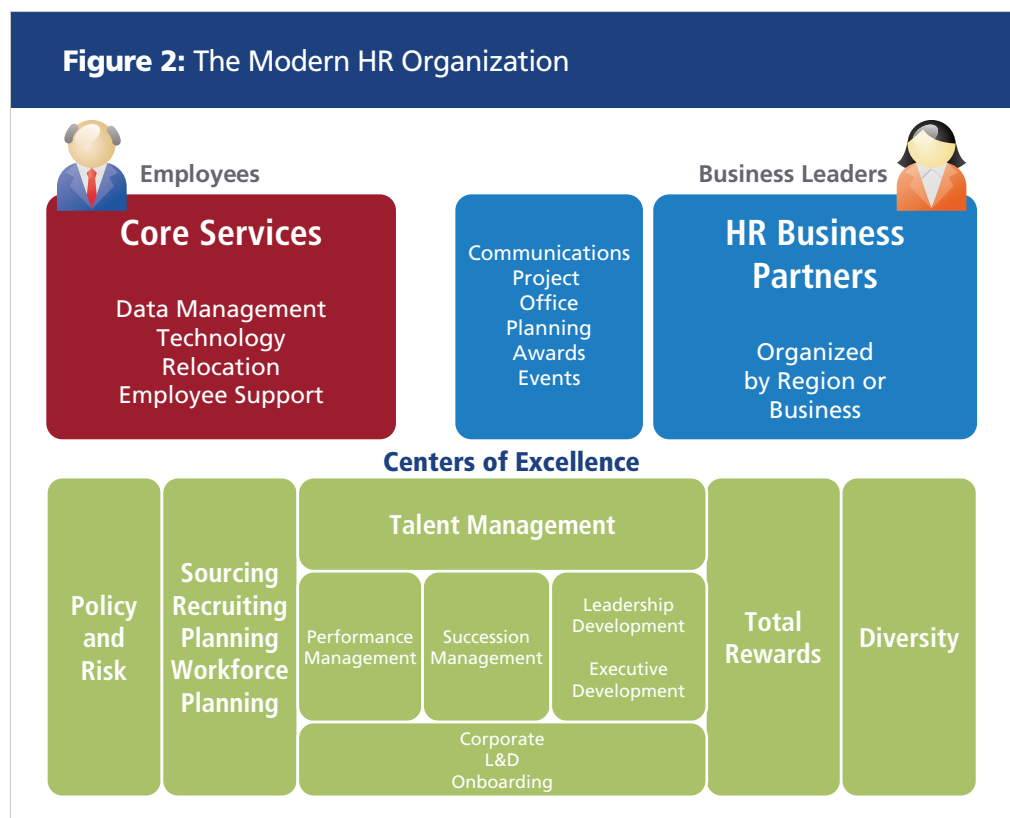 Figure 2: The Modern HR Organization
Employees
Core Services
Data Management
Technology
Relocation
Employee Support
Communications
Project
Office
Planning
Awards
Events
Business Leaders
HR Business
Partners
Organized
by Region or
Business
Centers of Excellence
Policy
and
Risk
Sourcing
Recruiting
Planning
Workforce
Planning
Talent Management
Performance
Management
Succession
Management
Leadership
Development
Executive
Development
Corporate
L&D
Onboarding
Total
Rewards
Diversity